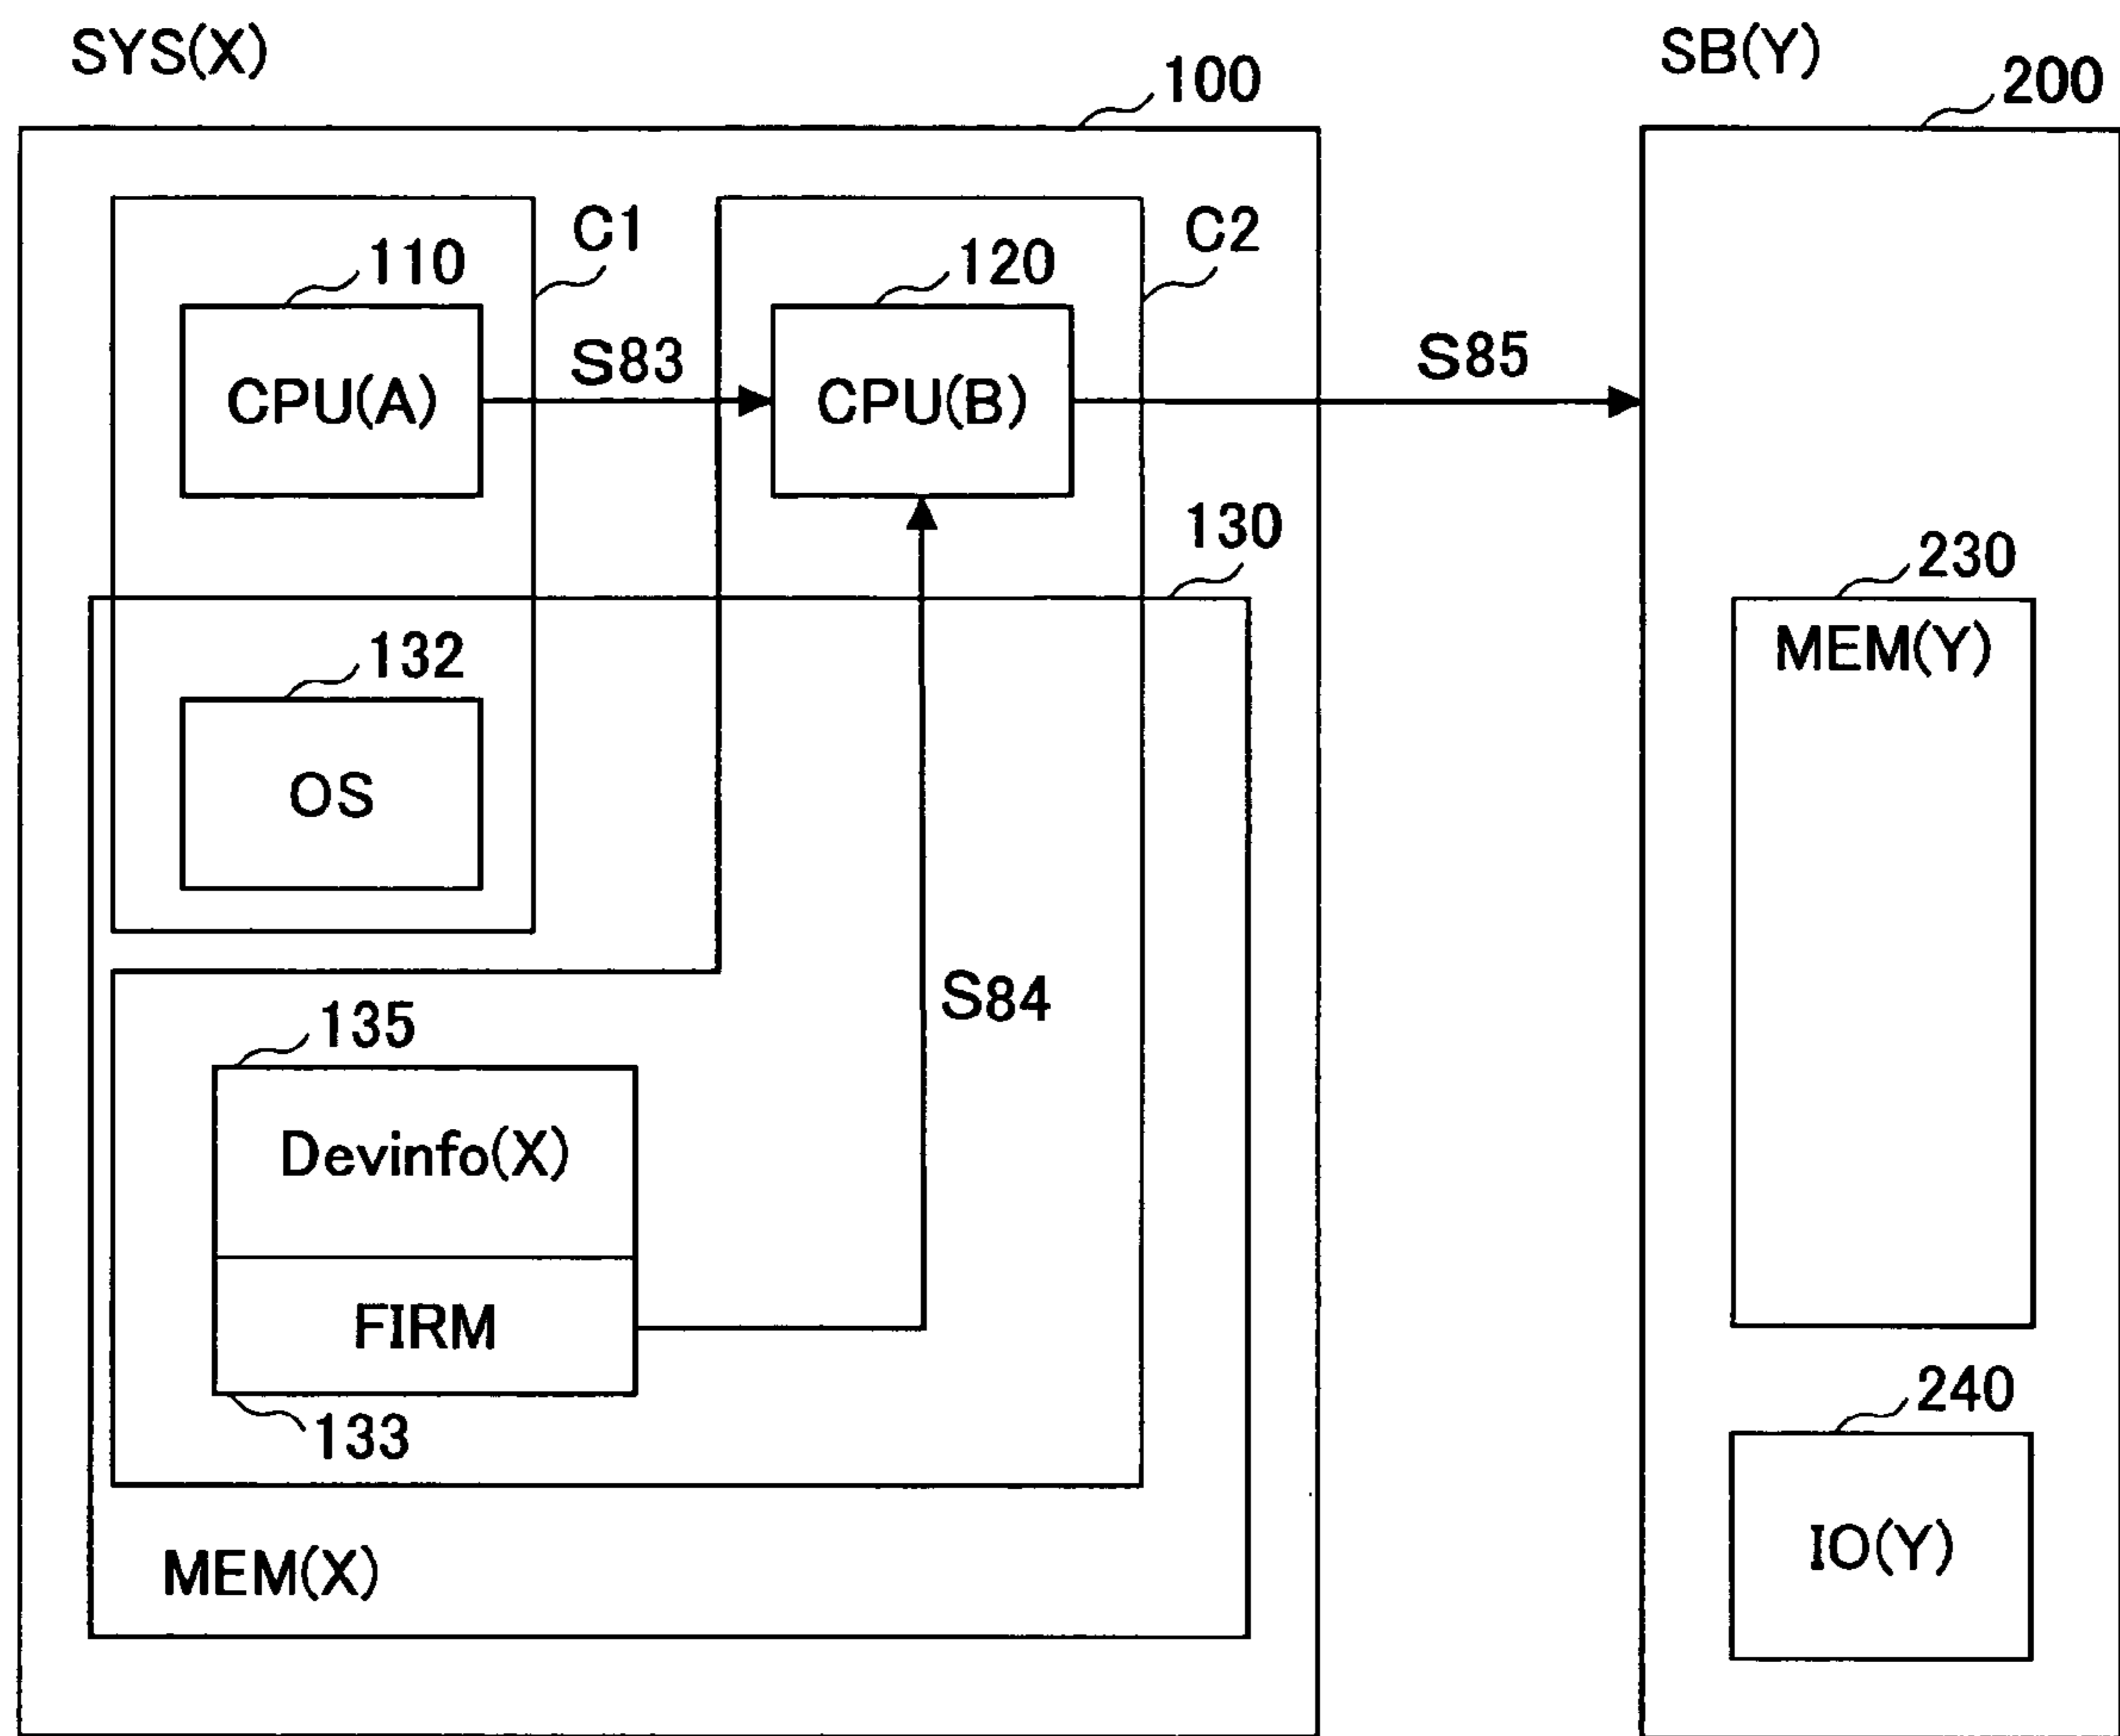 SYS(X)
SB(Y)
100
200
C1
C2
110
120
S83
S85
CPU(A)
CPU(B)
130
230
132
MEM(Y)
OS
S84
135
Devinfo(X)
FIRM
240
133
IO(Y)
MEM(X)